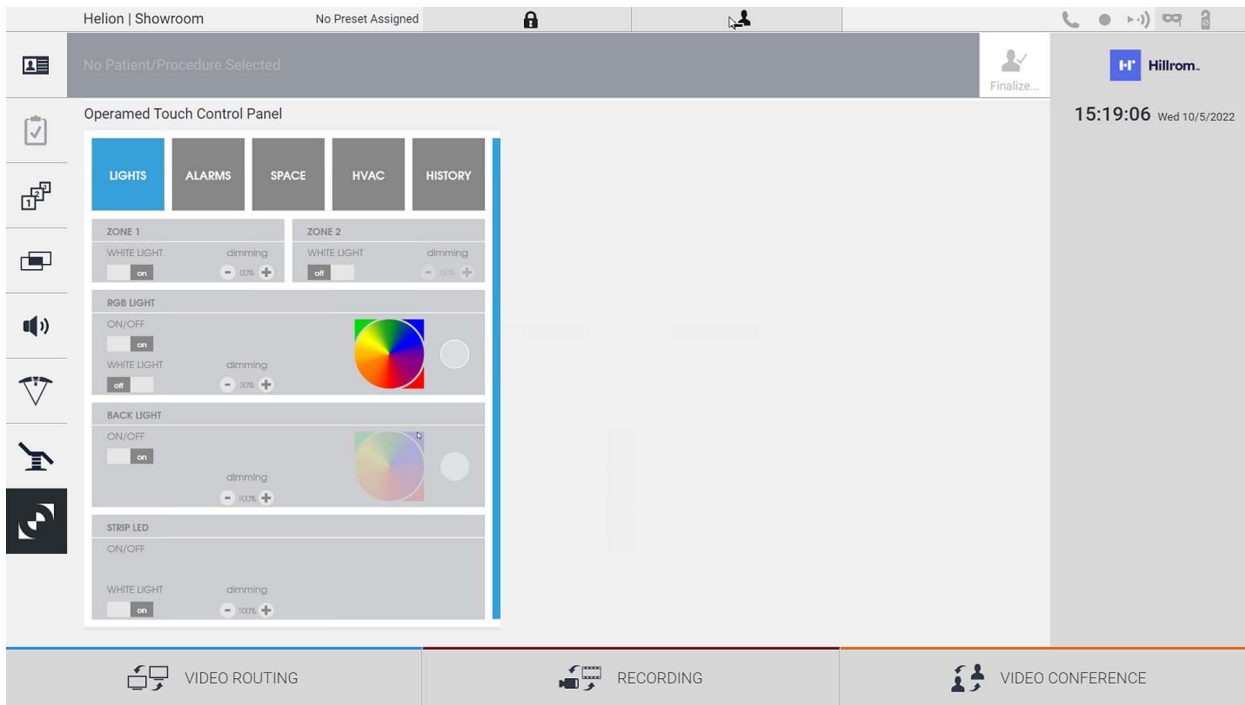 Helion | Showroom
No Preset Assigned
No Patient/Procedure Selected
Finalize...
Hillrom™
15:19:06 Wed 10/5/2022
Operamed Touch Control Panel
LIGHTS ALARMS SPACE HVAC HISTORY
ZONE 1
WHITE LIGHT dimming
on
ZONE 2
WHITE LIGHT dimming
off
RGB LIGHT
ON/OFF
on
WHITE LIGHT dimming
off - 30% +
BACK LIGHT
ON/OFF
on
dimming
- 100% +
STRIP LED
ON/OFF
WHITE LIGHT dimming
on - 100% +
VIDEO ROUTING
RECORDING
VIDEO CONFERENCE